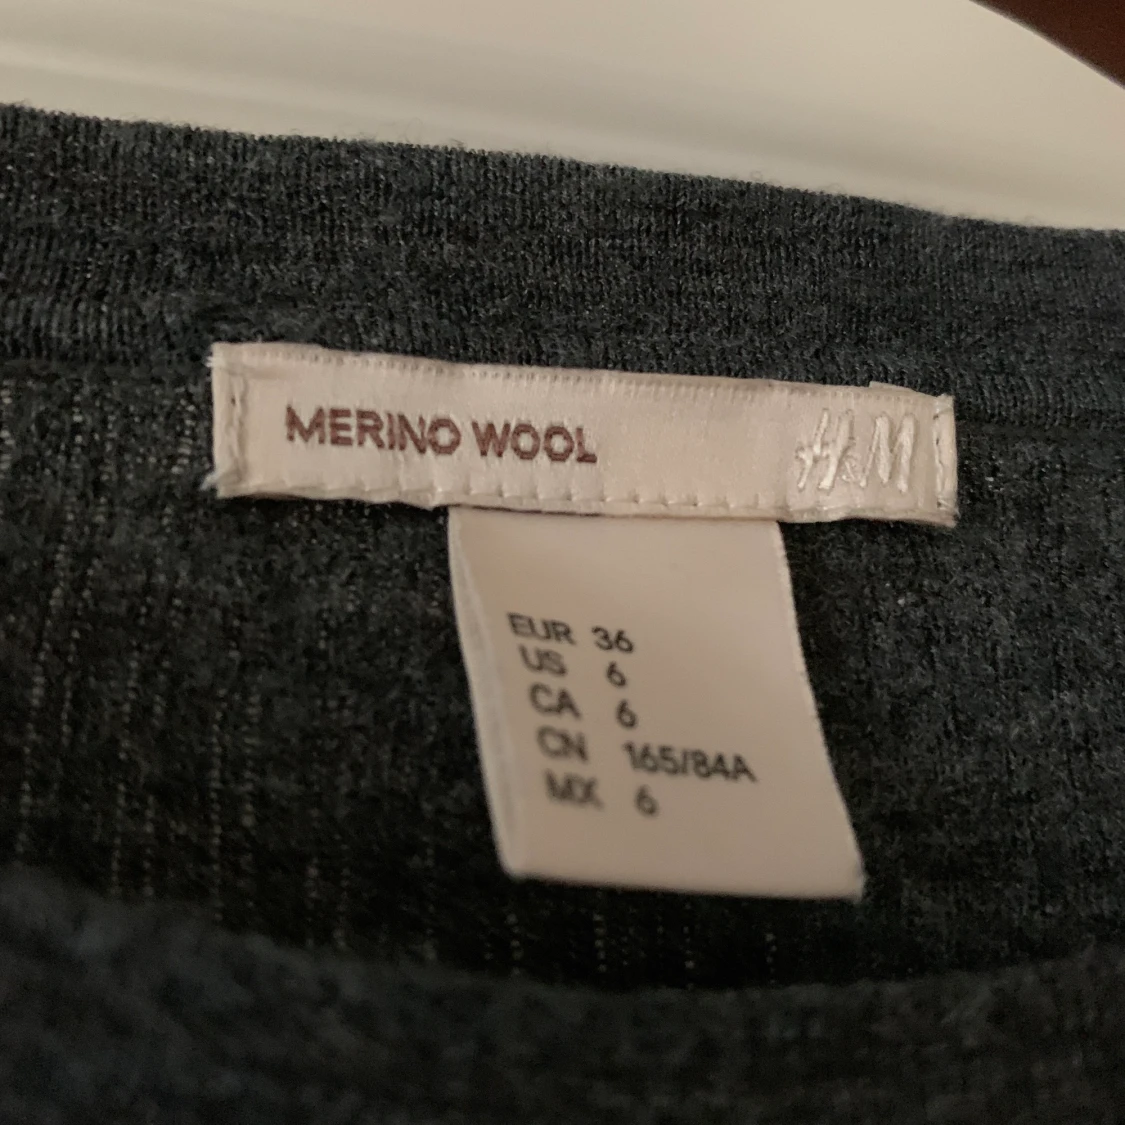 MERINO WOOL H&M
EUR 36
US 6
CA 6
CN 165/84A
MX 6